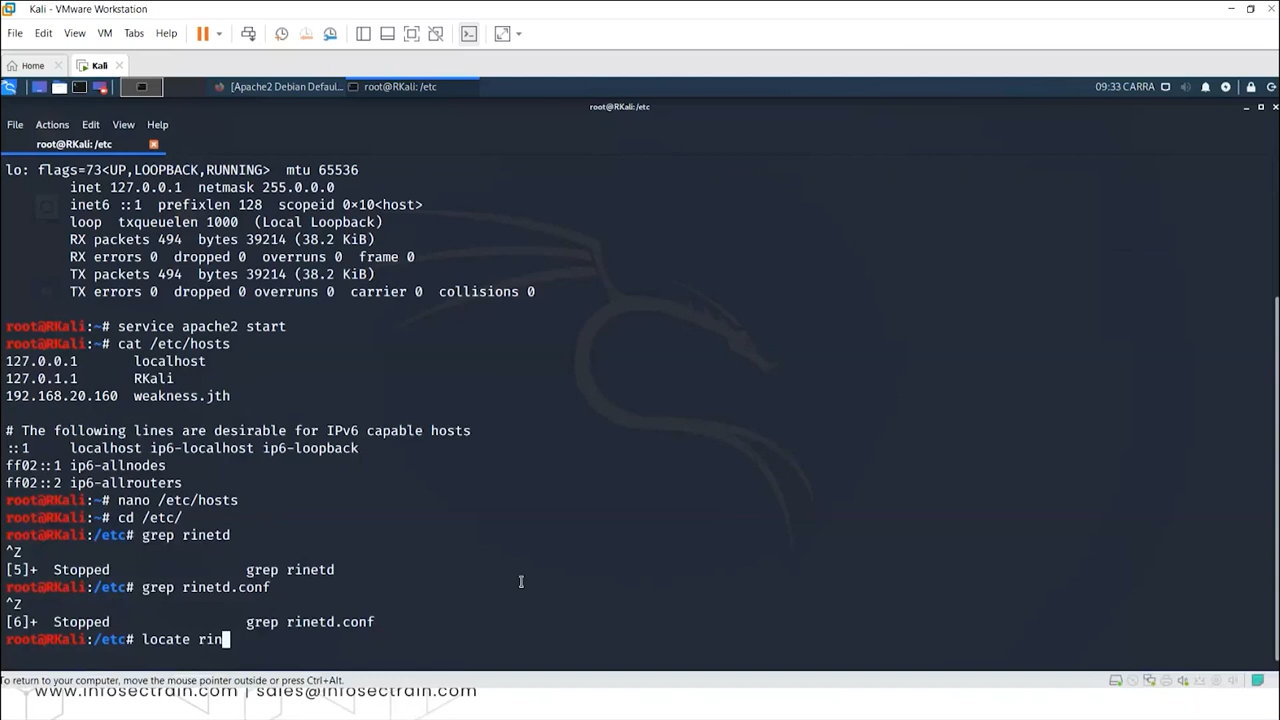 Kali - VMware Workstation
File Edit View VM Tabs Help
Home Kali
[Apache2 Debian Defaul... root@RKali: /etc 09:33 CARRA
root@RKali: /etc
File Actions Edit View Help
root@RKali: /etc
lo: flags=73<UP,LOOPBACK,RUNNING> mtu 65536
inet 127.0.0.1 netmask 255.0.0.0
inet6 ::1 prefixlen 128 scopeid 0×10<host>
loop txqueuelen 1000 (Local Loopback)
RX packets 494 bytes 39214 (38.2 KiB)
RX errors 0 dropped 0 overruns 0 frame 0
TX packets 494 bytes 39214 (38.2 KiB)
TX errors 0 dropped 0 overruns 0 carrier 0 collisions 0
root@RKali:~# service apache2 start
root@RKali:~# cat /etc/hosts
127.0.0.1 localhost
127.0.1.1 RKali
192.168.20.160 weakness.jth
# The following lines are desirable for IPv6 capable hosts
::1 localhost ip6-localhost ip6-loopback
ff02::1 ip6-allnodes
ff02::2 ip6-allrouters
root@RKali:~# nano /etc/hosts
root@RKali:~# cd /etc/
root@RKali:/etc# grep rinetd
^Z
[5]+ Stopped grep rinetd
root@RKali:/etc# grep rinetd.conf
^Z
[6]+ Stopped grep rinetd.conf
root@RKali:/etc# locate rin
To return to your computer, move the mouse pointer outside or press Ctrl+Alt.
www.infosectrain.com | sales@infosectrain.com